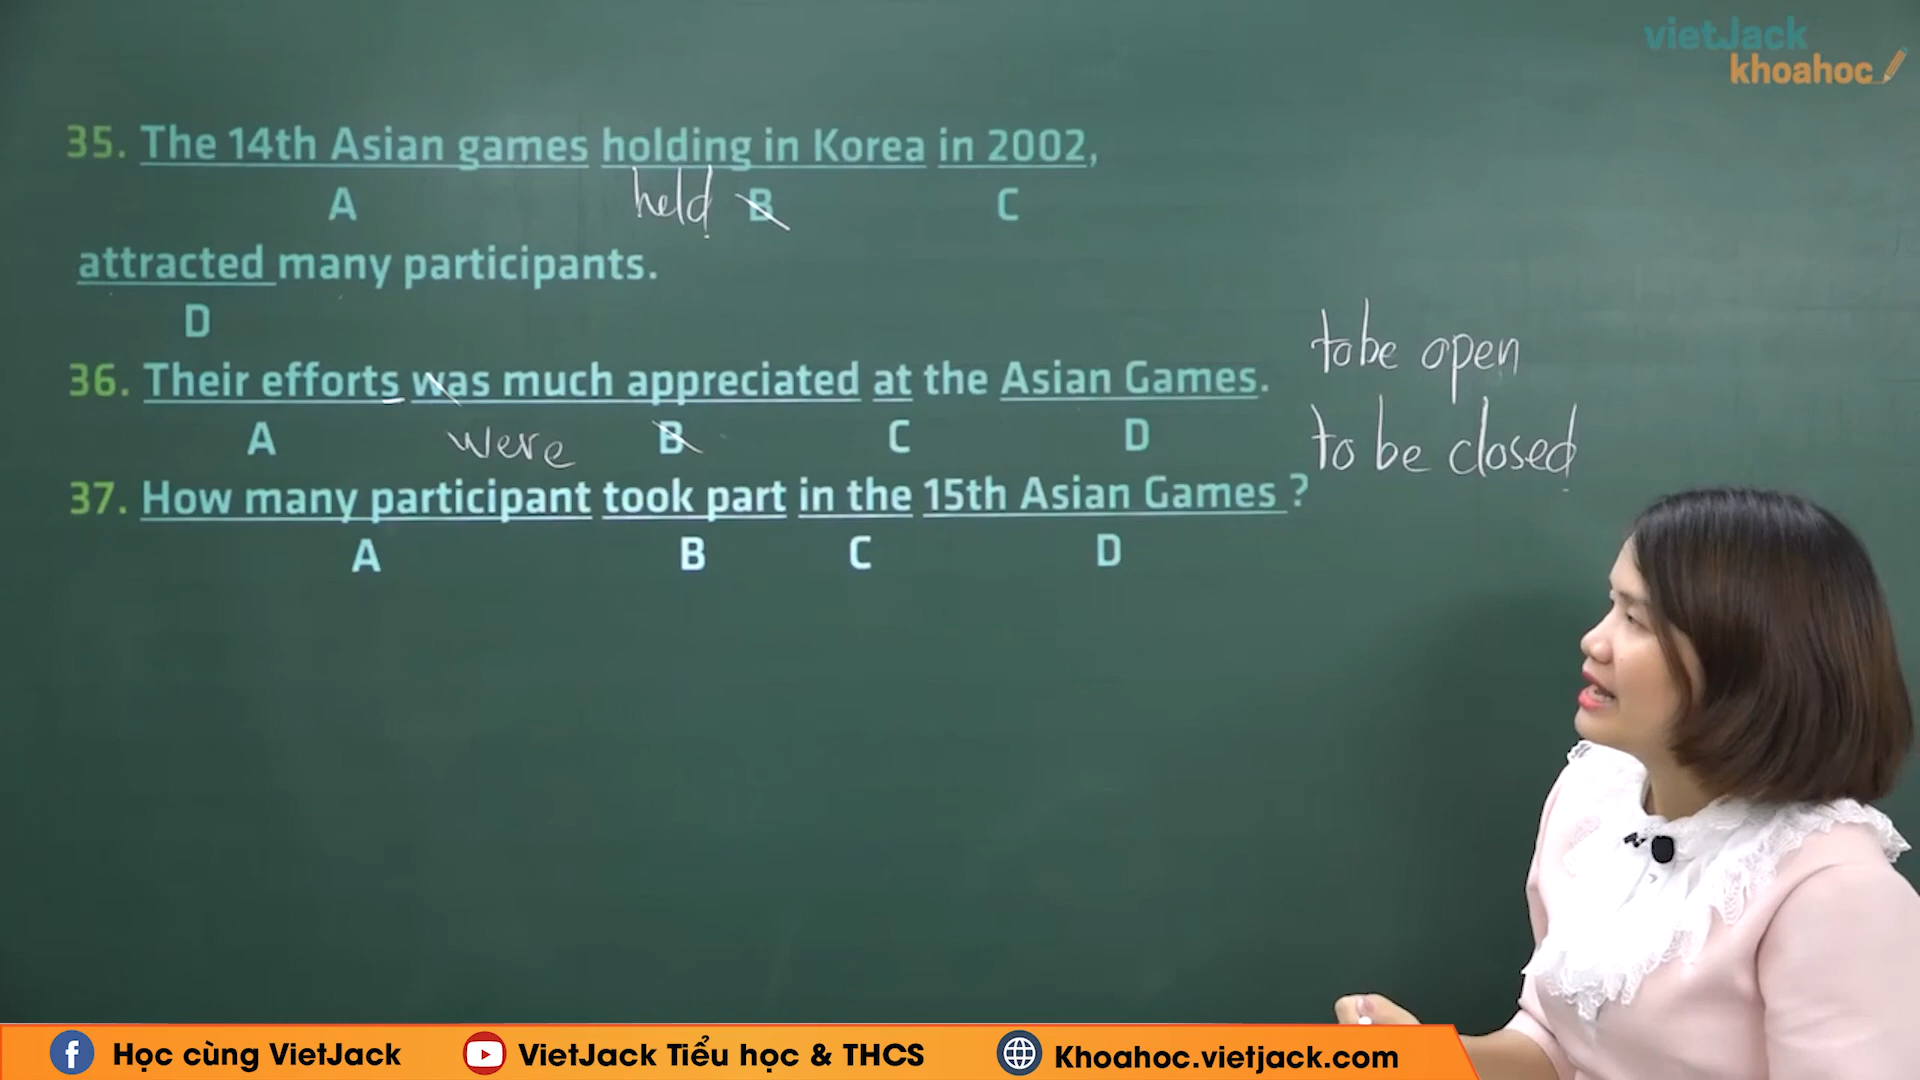 vietJack
khoahoc
35. The 14th Asian games holding in Korea in 2002,
A held B C
attracted many participants.
D
to be open
36. Their efforts was much appreciated at the Asian Games.
to be closed
A were B C D
37. How many participant took part in the 15th Asian Games ?
A B C D
Học cùng VietJack
VietJack Tiểu học & THCS
Khoahoc.vietjack.com